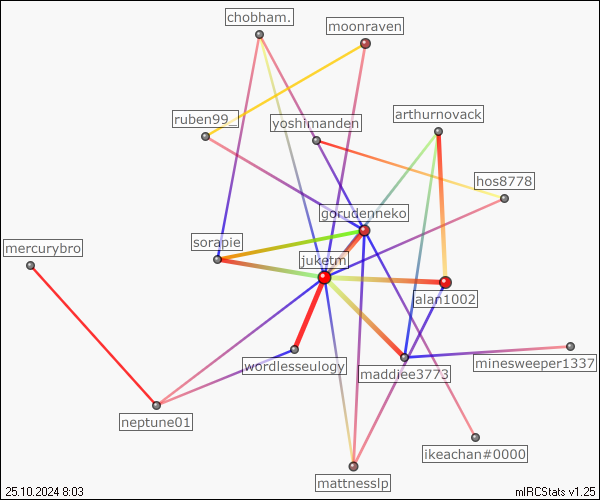 chobham.
moonraven
ruben99_
yoshimanden
arthurnovack
hos8778
gorudenneko
sorapie
mercurybro
juketm
alan1002
wordlesseulogy
maddiee3773
minesweeper1337
neptune01
ikeachan#0000
mattnesslp
25.10.2024 8:03
mIRCStats v1.25